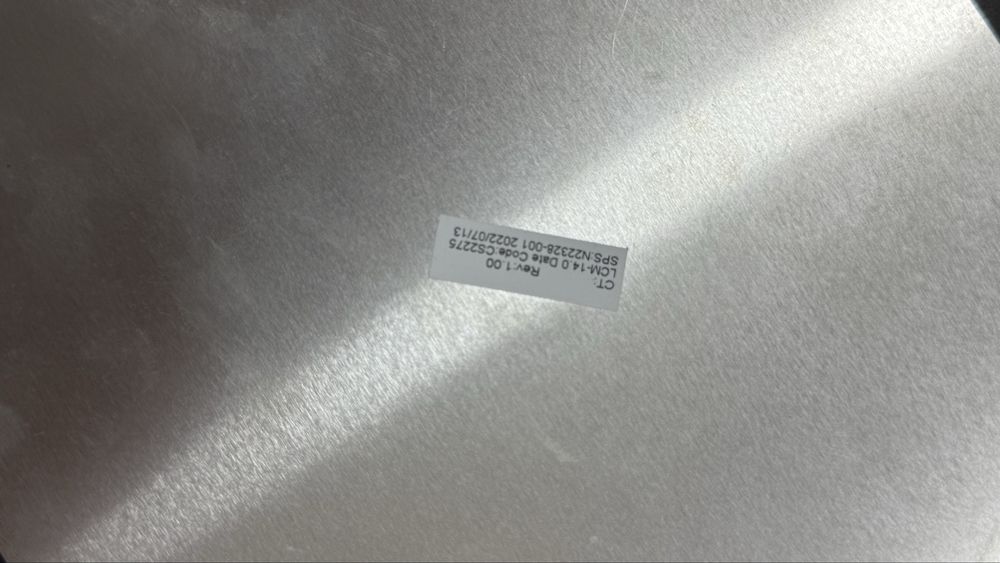 CT: Rev:1.00
LCM-14.0 Date Code:CS2275
SPS:N22328-001 2022/07/13